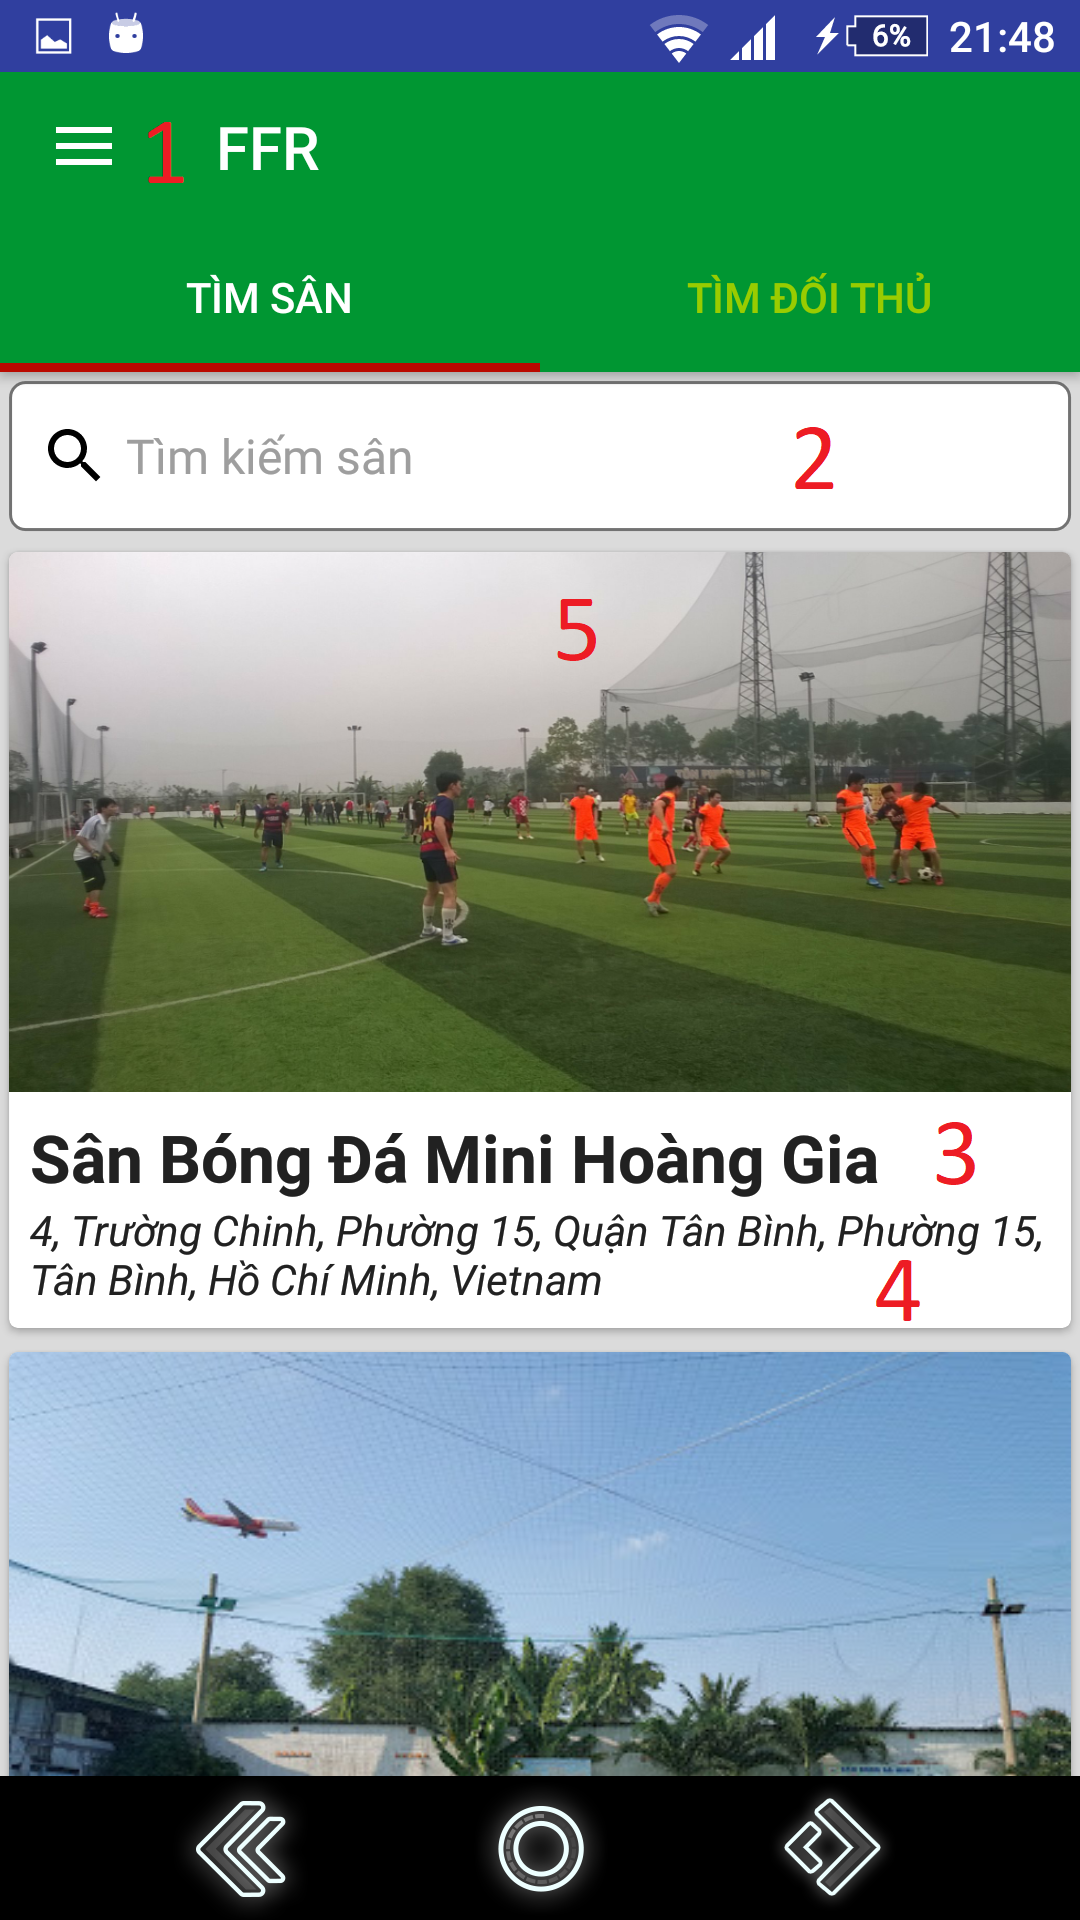 6% 21:48
1 FFR
TÌM SÂN TÌM ĐỐI THỦ
Tìm kiếm sân 2
5
Sân Bóng Đá Mini Hoàng Gia 3
4, Trường Chinh, Phường 15, Quận Tân Bình, Phường 15,
Tân Bình, Hồ Chí Minh, Vietnam
4